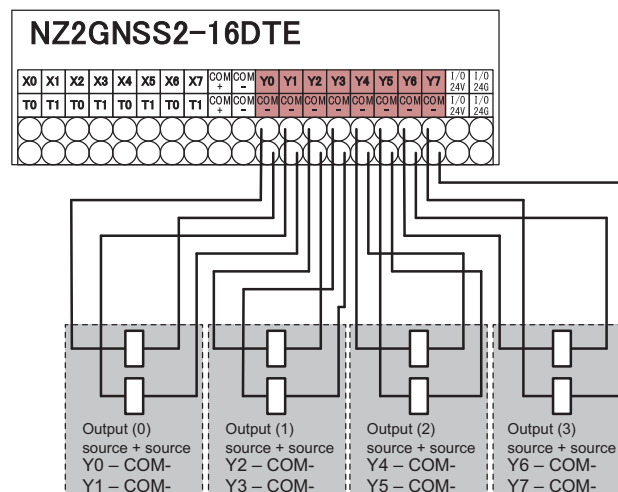 NZ2GNSS2-16DTE
X0 X1 X2 X3 X4 X5 X6 X7 COM+ COM- Y0 Y1 Y2 Y3 Y4 Y5 Y6 Y7 I/O 24V I/O 24G
T0 T1 T0 T1 T0 T1 T0 T1 COM+ COM- COM- COM- COM- COM- COM- COM- COM- COM- I/O 24V I/O 24G
Output (0)
source + source
Y0 – COM-
Y1 – COM-
Output (1)
source + source
Y2 – COM-
Y3 – COM-
Output (2)
source + source
Y4 – COM-
Y5 – COM-
Output (3)
source + source
Y6 – COM-
Y7 – COM-